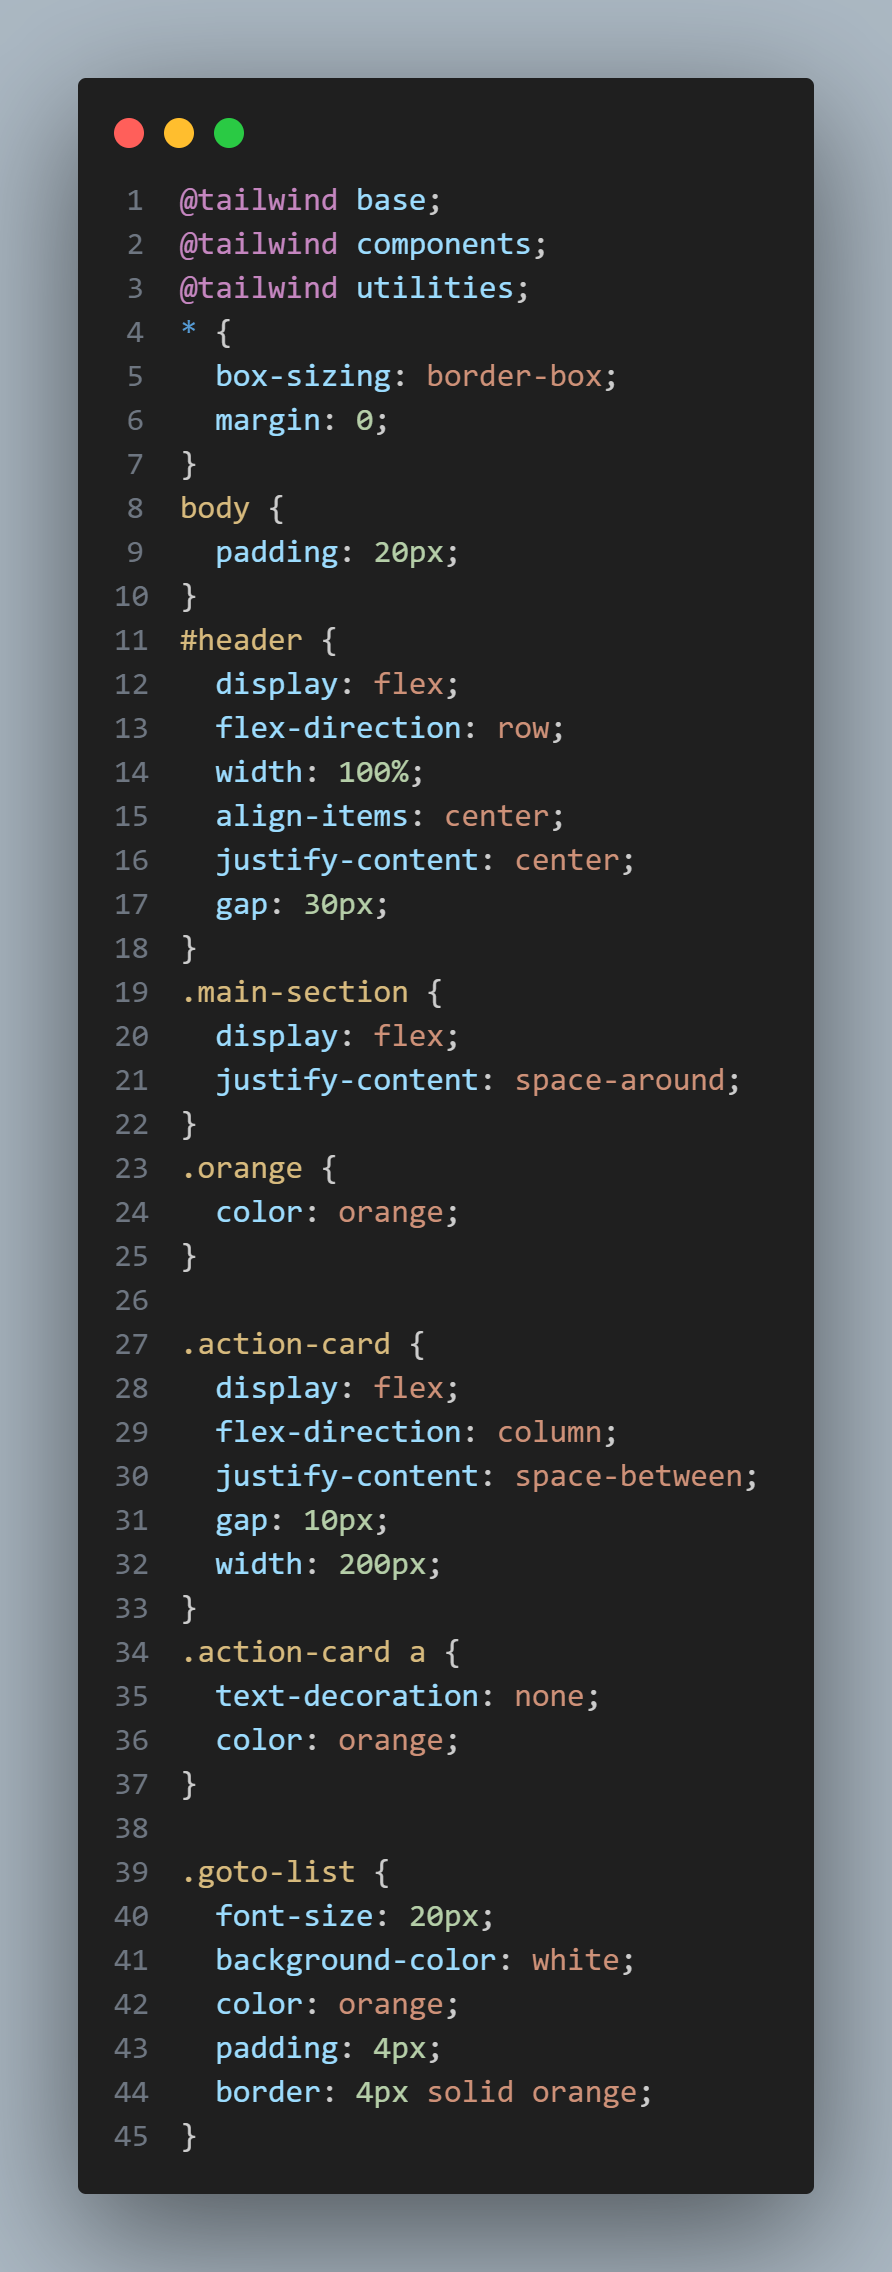 1 @tailwind base;
2 @tailwind components;
3 @tailwind utilities;
4 * {
5   box-sizing: border-box;
6   margin: 0;
7 }
8 body {
9   padding: 20px;
10 }
11 #header {
12   display: flex;
13   flex-direction: row;
14   width: 100%;
15   align-items: center;
16   justify-content: center;
17   gap: 30px;
18 }
19 .main-section {
20   display: flex;
21   justify-content: space-around;
22 }
23 .orange {
24   color: orange;
25 }
26
27 .action-card {
28   display: flex;
29   flex-direction: column;
30   justify-content: space-between;
31   gap: 10px;
32   width: 200px;
33 }
34 .action-card a {
35   text-decoration: none;
36   color: orange;
37 }
38
39 .goto-list {
40   font-size: 20px;
41   background-color: white;
42   color: orange;
43   padding: 4px;
44   border: 4px solid orange;
45 }